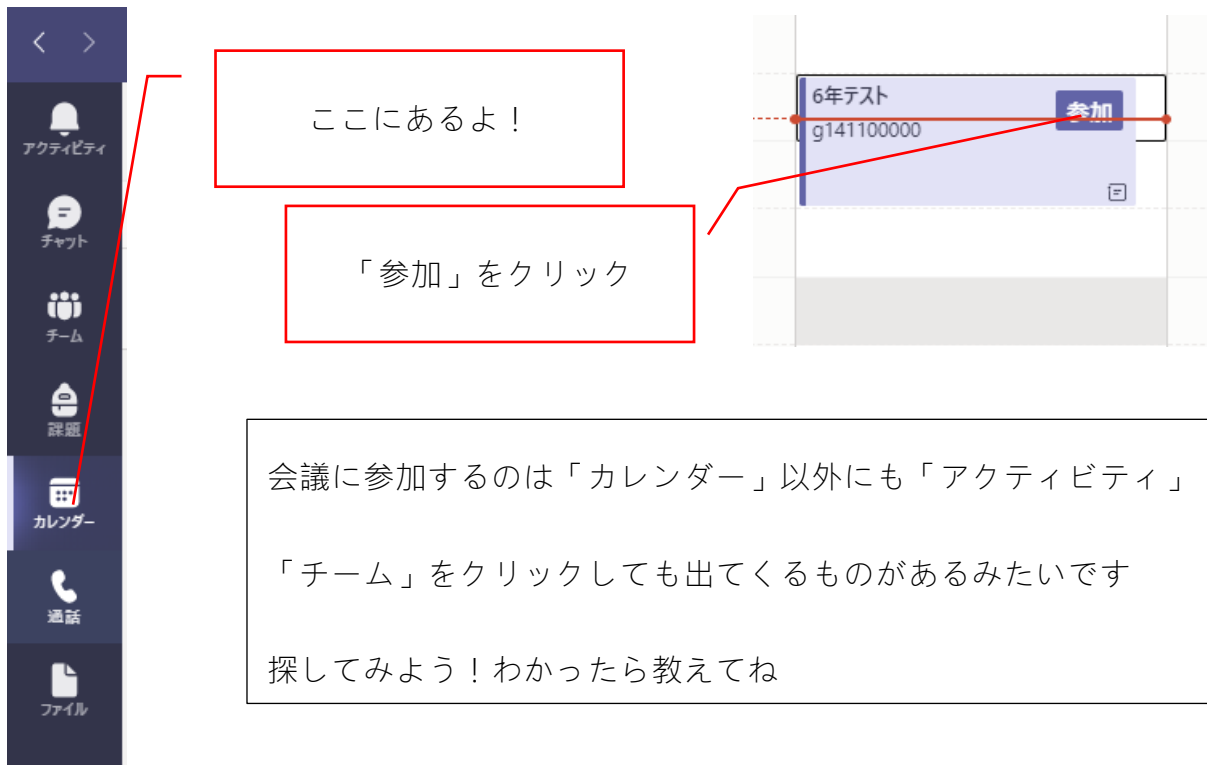 アクティビティ
チャット
チーム
課題
カレンダー
通話
ファイル
ここにあるよ！
「参加」をクリック
6年テスト
参加
g141100000
会議に参加するのは「カレンダー」以外にも「アクティビティ」
「チーム」をクリックしても出てくるものがあるみたいです
探してみよう！わかったら教えてね